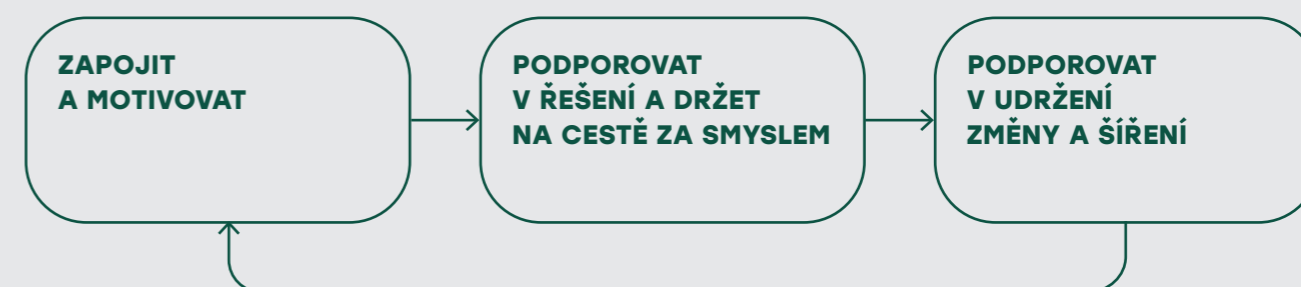 ZAPOJIT
A MOTIVOVAT
PODPOROVAT
V ŘEŠENÍ A DRŽET
NA CESTĚ ZA SMYSLEM
PODPOROVAT
V UDRŽENÍ
ZMĚNY A ŠÍŘENÍ